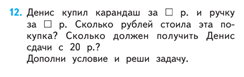 12. Денис купил карандаш за □ р. и ручку
за □ р. Сколько рублей стоила эта по-
купка? Сколько должен получить Денис
сдачи с 20 р.?
Дополни условие и реши задачу.